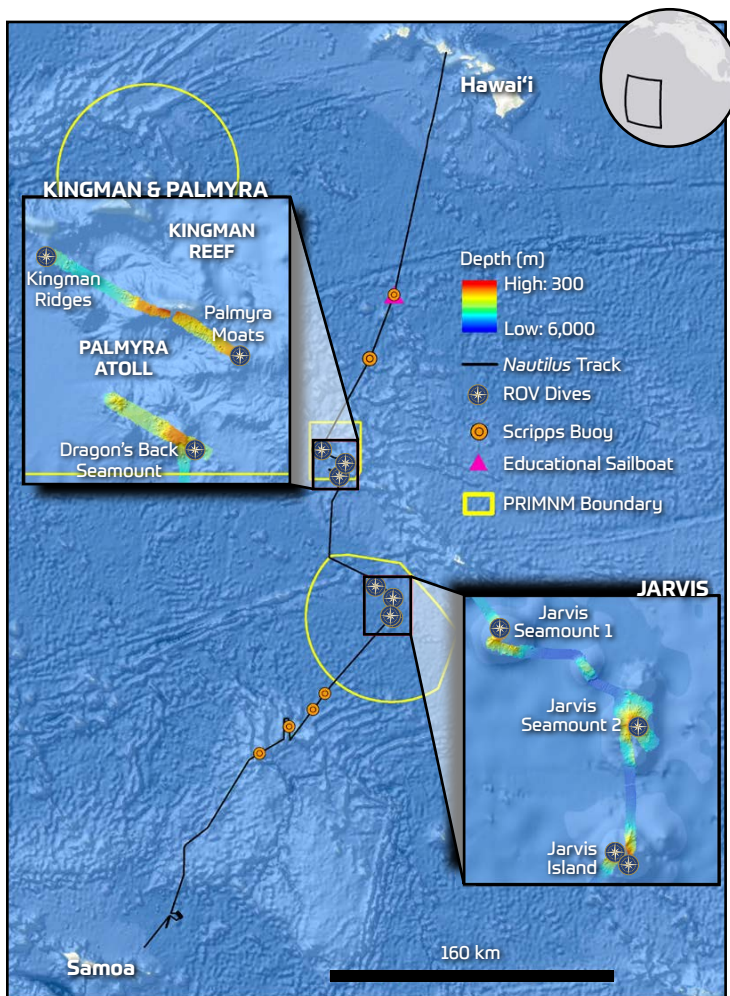 Hawai‘i
KINGMAN & PALMYRA
KINGMAN
REEF
Kingman
Ridges
Palmyra
Moats
PALMYRA
ATOLL
Dragon’s Back
Seamount
Depth (m)
High: 300
Low: 6,000
Nautilus Track
ROV Dives
Scripps Buoy
Educational Sailboat
PRIMNM Boundary
JARVIS
Jarvis
Seamount 1
Jarvis
Seamount 2
Jarvis
Island
160 km
Samoa